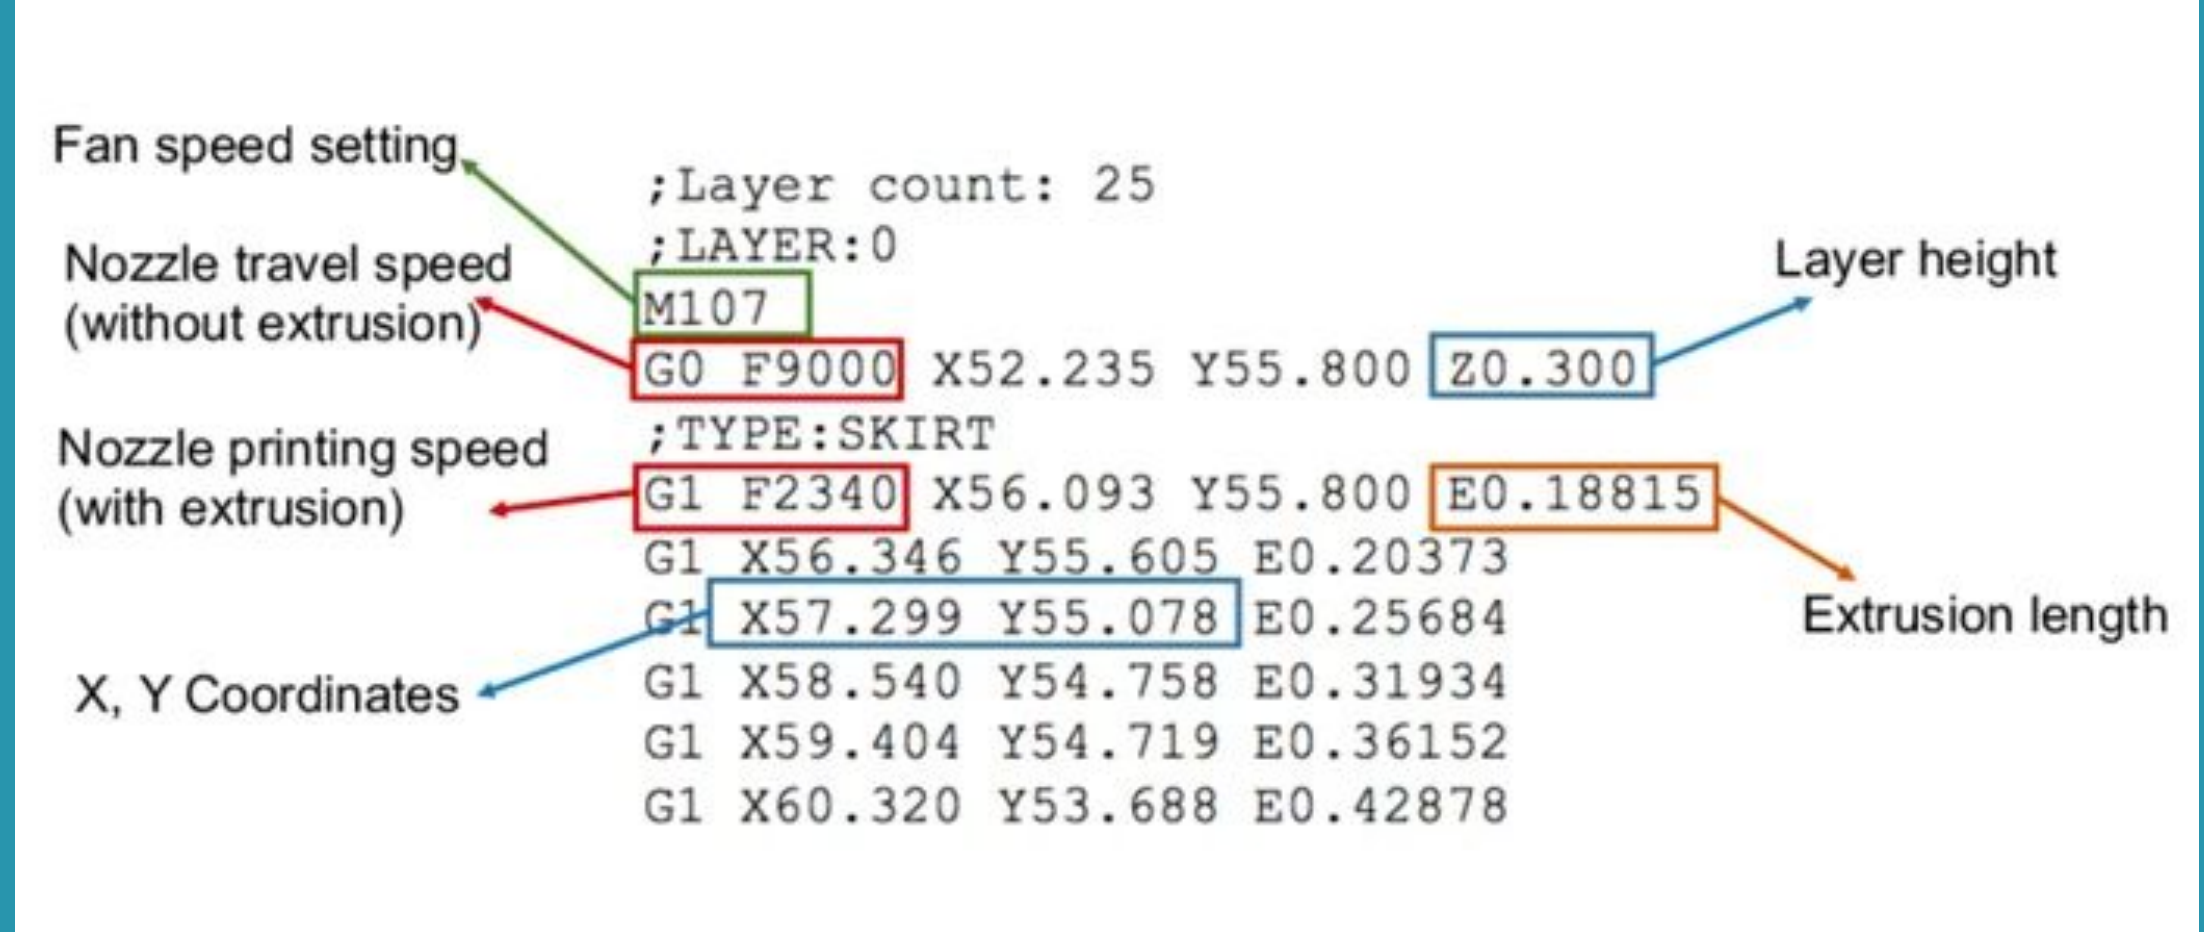 Fan speed setting
Nozzle travel speed
(without extrusion)
Nozzle printing speed
(with extrusion)
X, Y Coordinates
;Layer count: 25
;LAYER:0
M107
G0 F9000 X52.235 Y55.800 Z0.300
;TYPE:SKIRT
G1 F2340 X56.093 Y55.800 E0.18815
G1 X56.346 Y55.605 E0.20373
G1 X57.299 Y55.078 E0.25684
G1 X58.540 Y54.758 E0.31934
G1 X59.404 Y54.719 E0.36152
G1 X60.320 Y53.688 E0.42878
Layer height
Extrusion length